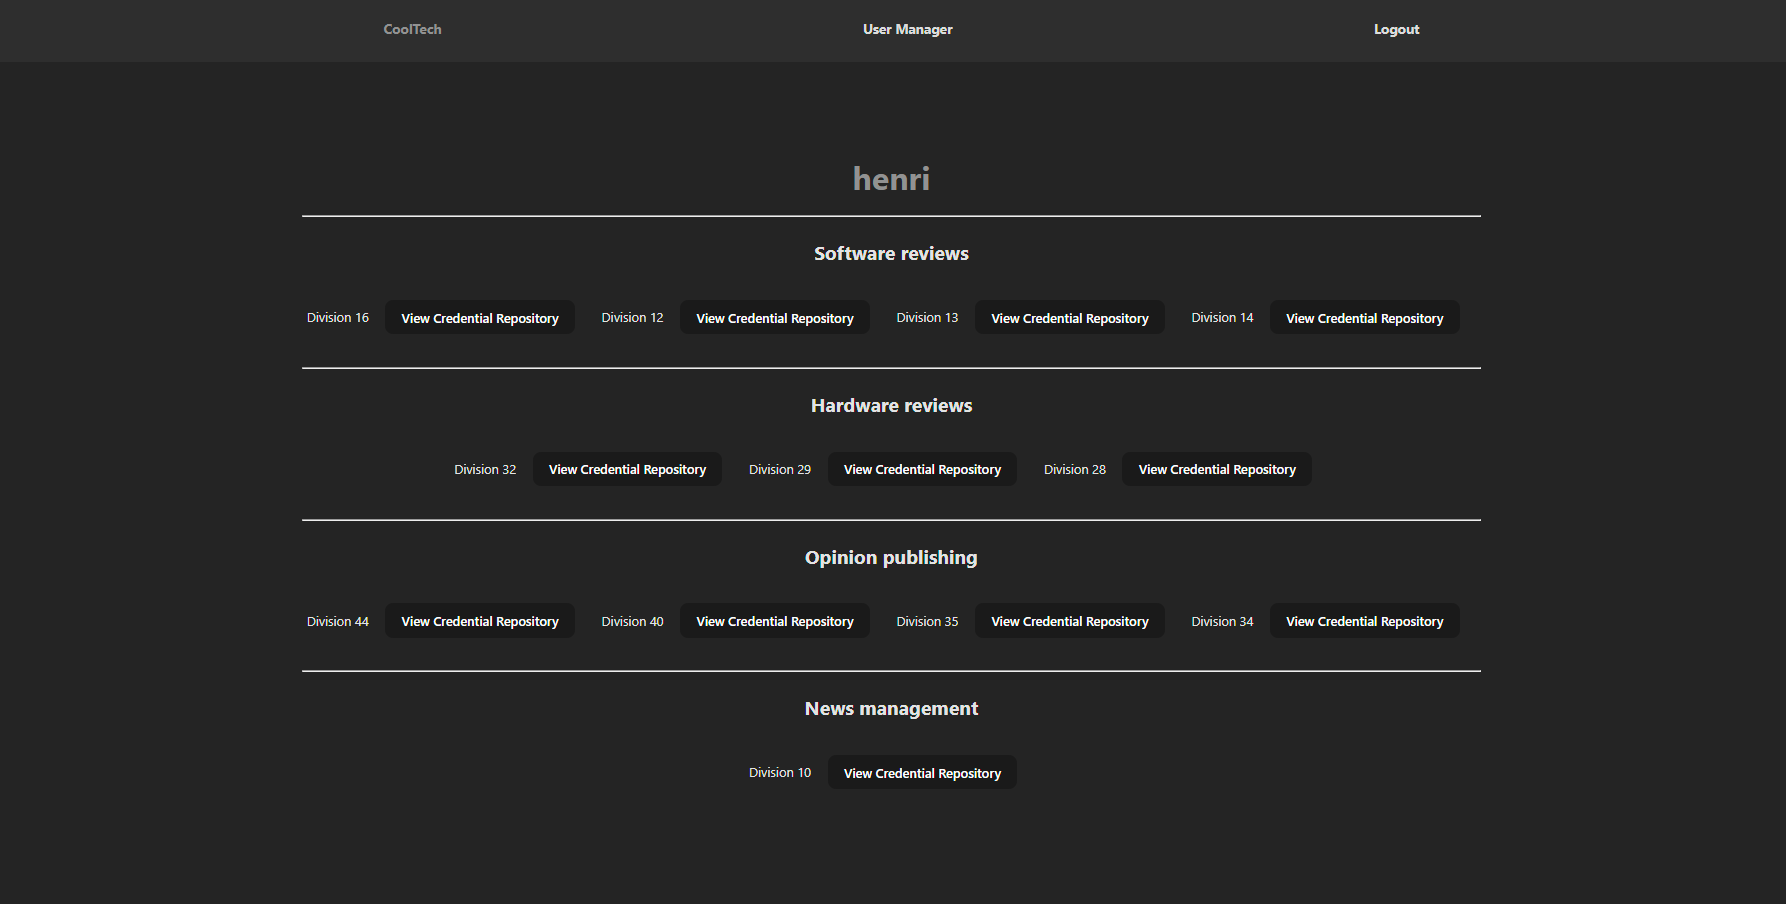 CoolTech User Manager Logout
henri
Software reviews
Division 16 View Credential Repository Division 12 View Credential Repository Division 13 View Credential Repository Division 14 View Credential Repository
Hardware reviews
Division 32 View Credential Repository Division 29 View Credential Repository Division 28 View Credential Repository
Opinion publishing
Division 44 View Credential Repository Division 40 View Credential Repository Division 35 View Credential Repository Division 34 View Credential Repository
News management
Division 10 View Credential Repository